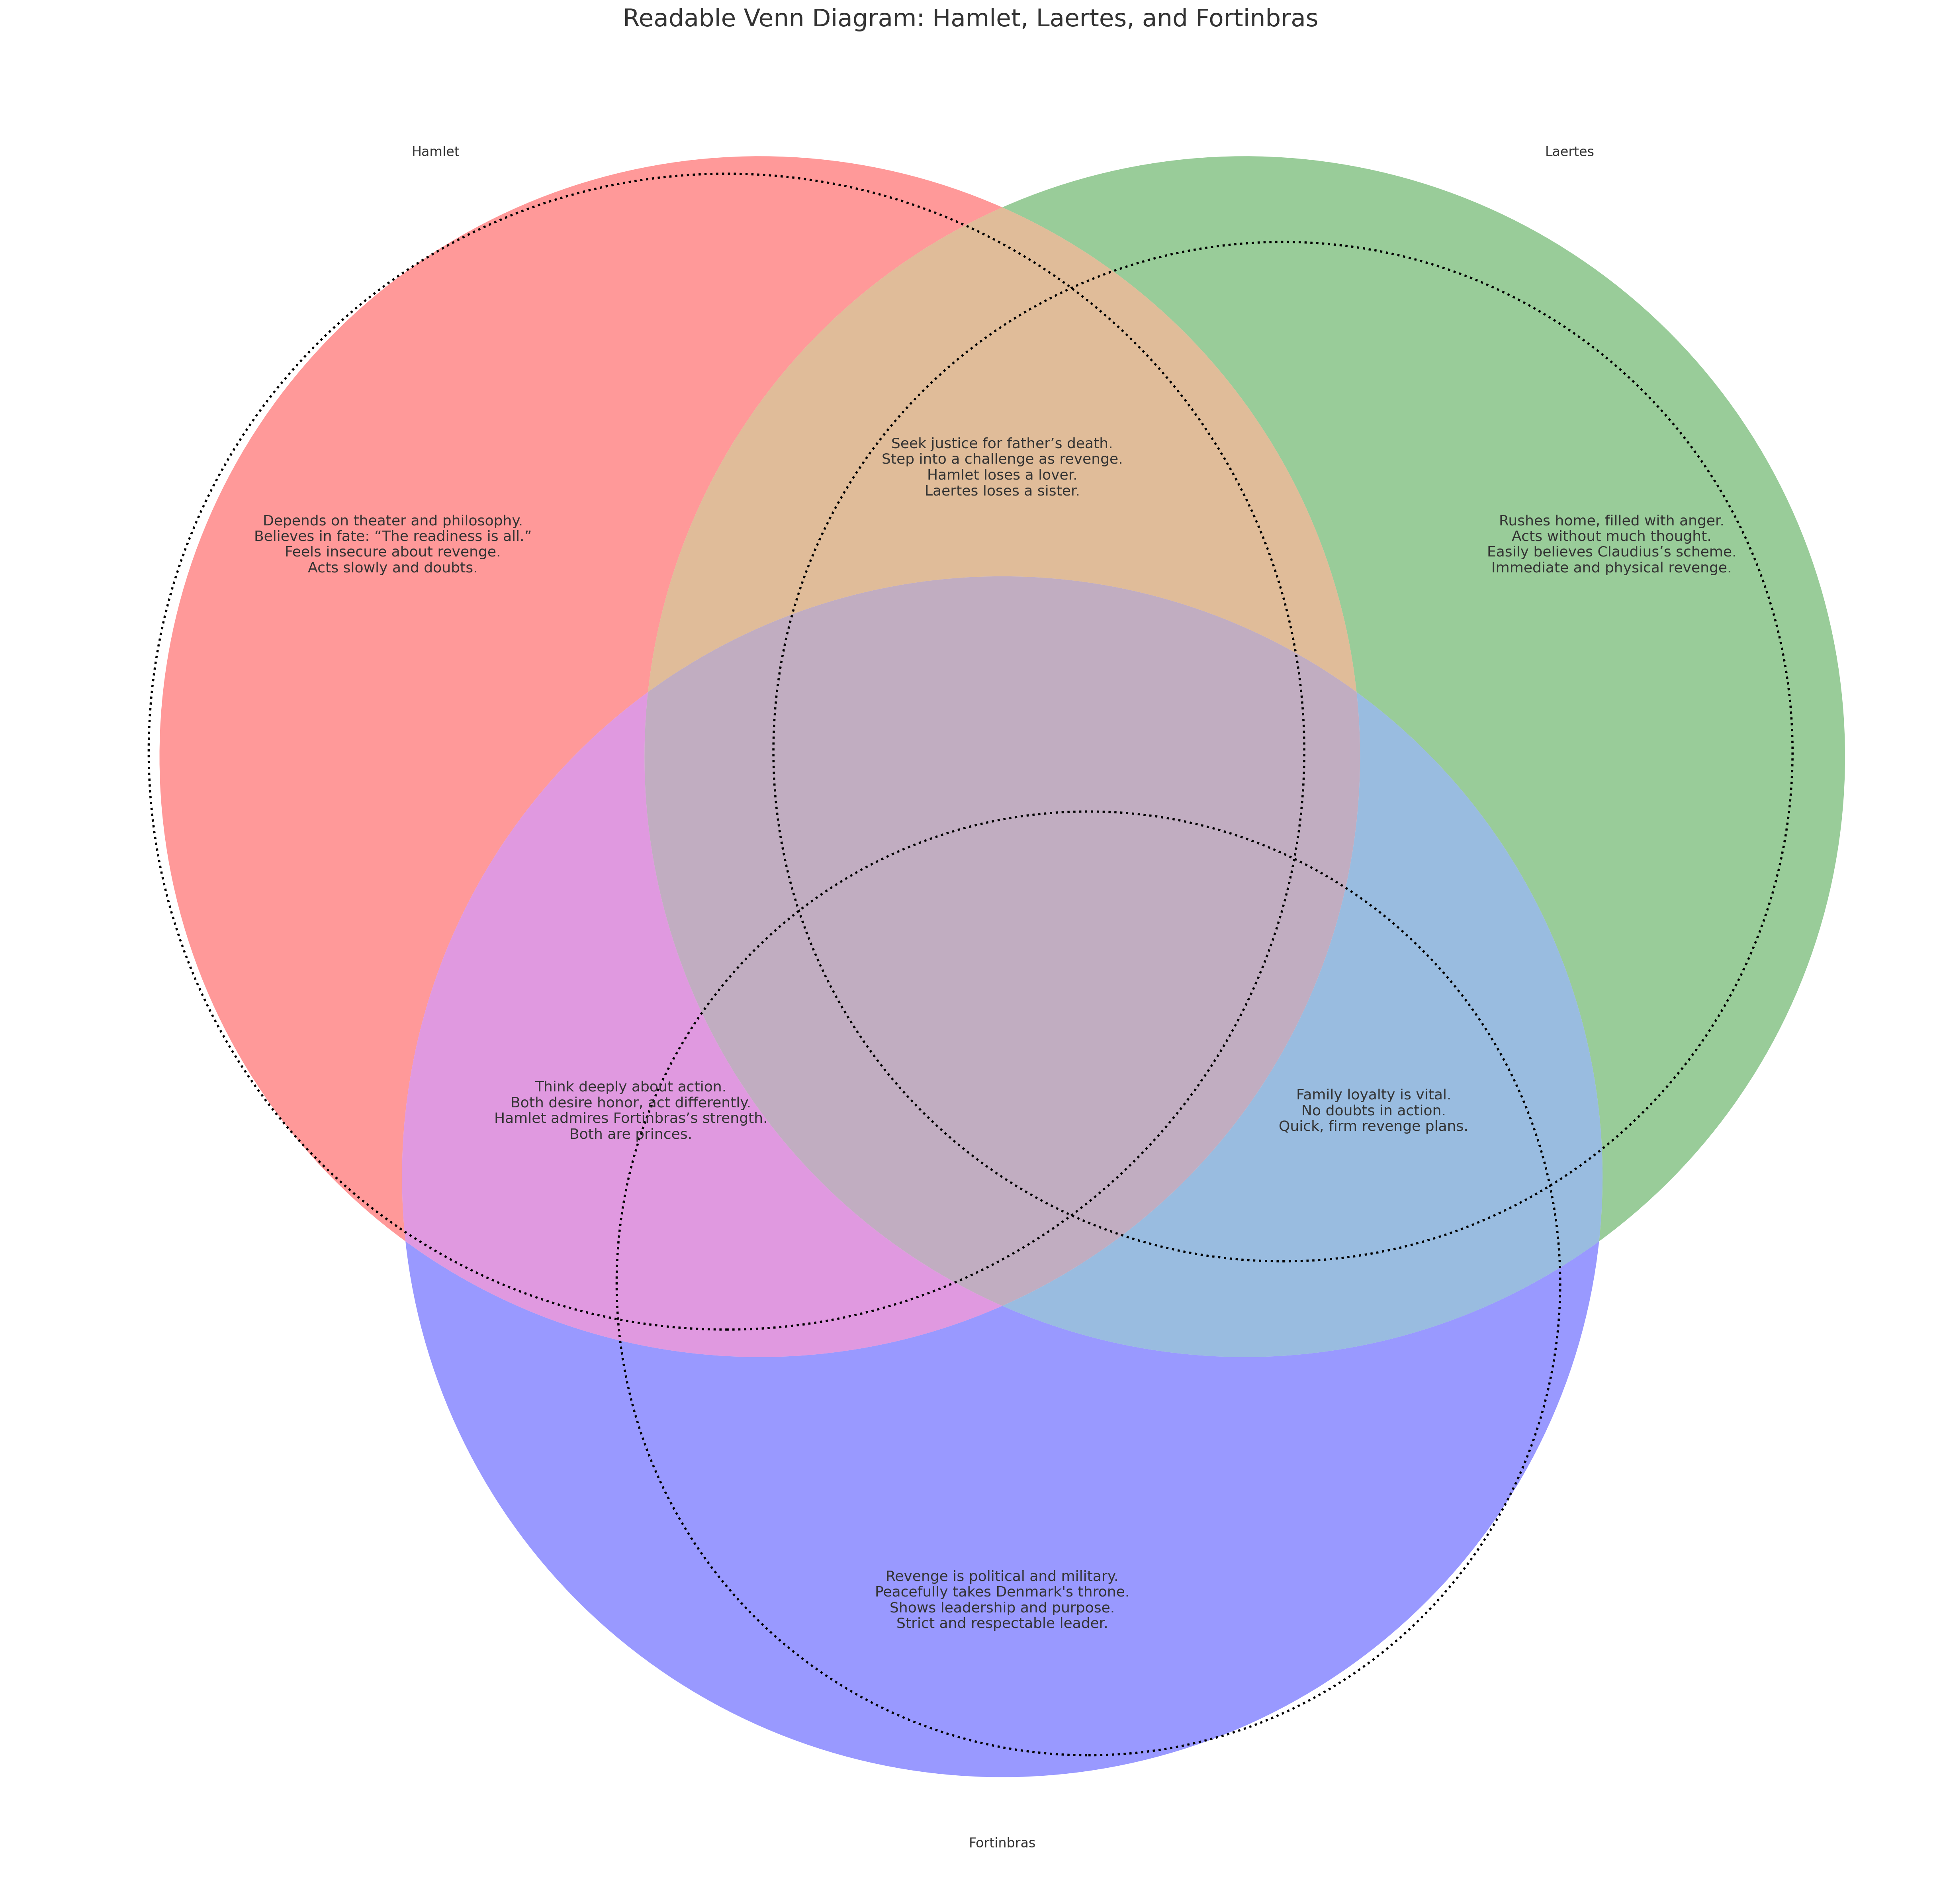 Readable Venn Diagram: Hamlet, Laertes, and Fortinbras
Hamlet
Laertes
Seek justice for father’s death.
Step into a challenge as revenge.
Hamlet loses a lover.
Laertes loses a sister.
Depends on theater and philosophy.
Believes in fate: “The readiness is all.”
Feels insecure about revenge.
Acts slowly and doubts.
Rushes home, filled with anger.
Acts without much thought.
Easily believes Claudius’s scheme.
Immediate and physical revenge.
Think deeply about action.
Both desire honor, act differently.
Hamlet admires Fortinbras’s strength.
Both are princes.
Family loyalty is vital.
No doubts in action.
Quick, firm revenge plans.
Revenge is political and military.
Peacefully takes Denmark's throne.
Shows leadership and purpose.
Strict and respectable leader.
Fortinbras